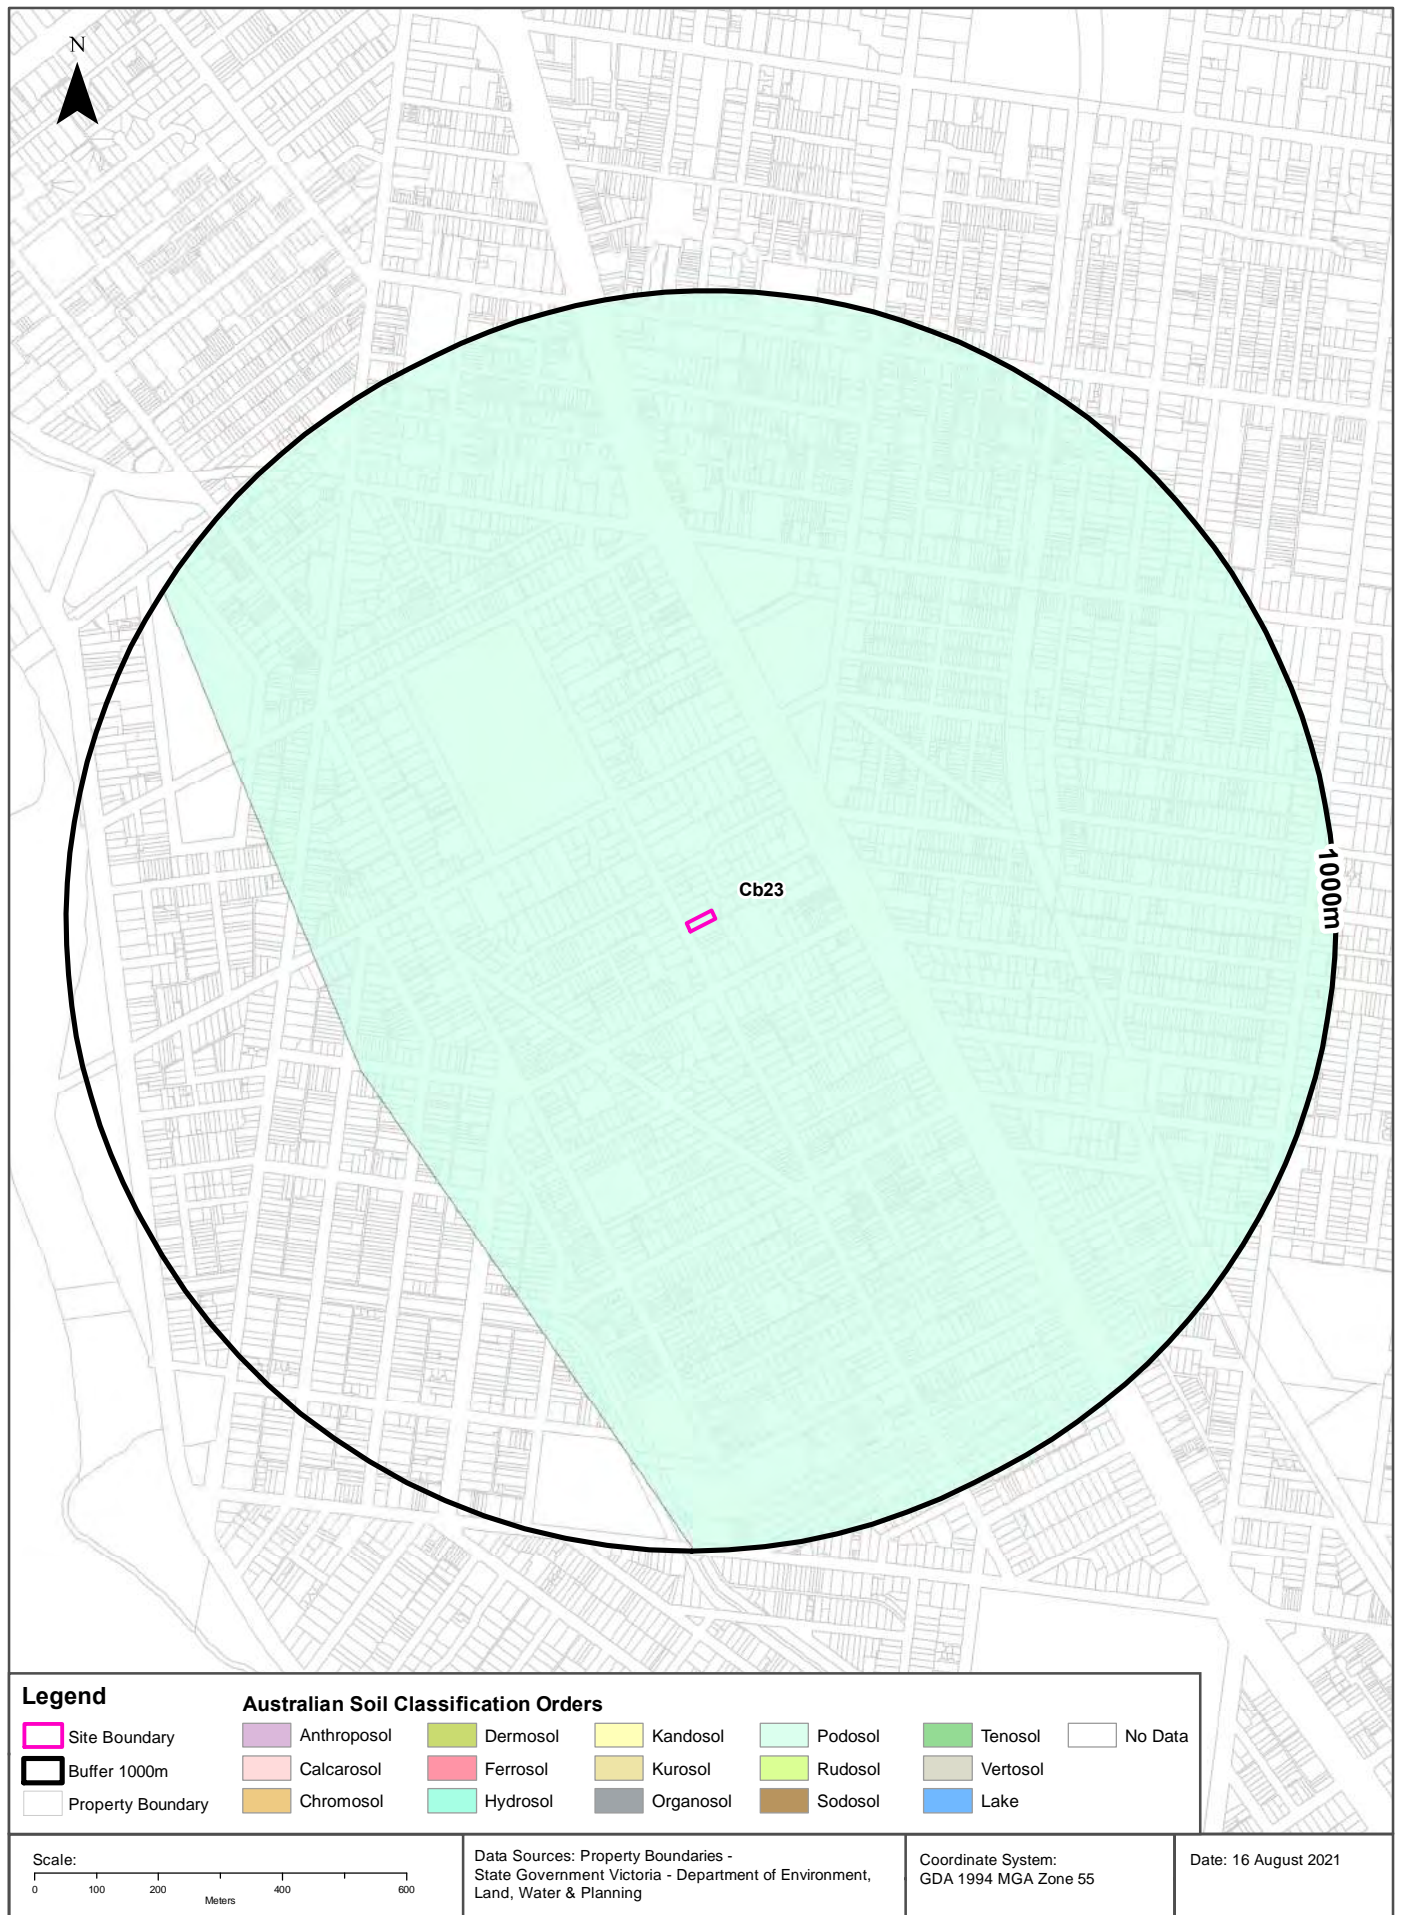 N
Cb23
1000m
Legend
Site Boundary
Buffer 1000m
Property Boundary
Australian Soil Classification Orders
Anthroposol
Calcarosol
Chromosol
Dermosol
Ferrosol
Hydrosol
Kandosol
Kurosol
Organosol
Podosol
Rudosol
Sodosol
Tenosol
Vertosol
Lake
No Data
Scale:
0 100 200 400 600
Meters
Data Sources: Property Boundaries -
State Government Victoria - Department of Environment,
Land, Water & Planning
Coordinate System:
GDA 1994 MGA Zone 55
Date: 16 August 2021